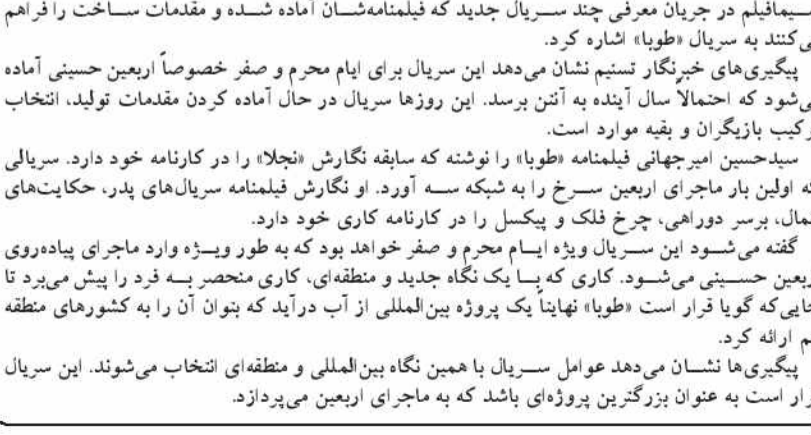 سیمافیلم در جریان معرفی چند سریال جدید که فیلمنامه‌شان آماده شده و مقدمات ساخت را فراهم
می‌کنند به سریال «طوبا» اشاره کرد.
پیگیری‌های خبرنگار تسنیم نشان می‌دهد این سریال برای ایام محرم و صفر خصوصاً اربعین حسینی آماده
می‌شود که احتمالاً سال آینده به آنتن برسد. این روزها سریال در حال آماده کردن مقدمات تولید، انتخاب
ترکیب بازیگران و بقیه موارد است.
سیدحسین امیرجهانی فیلمنامه «طوبا» را نوشته که سابقه نگارش «نجلا» را در کارنامه خود دارد. سریالی
که اولین بار ماجرای اربعین سرخ را به شبکه سه آورد. او نگارش فیلمنامه سریال‌های پدر، حکایت‌های
کمال، برسر دوراهی، چرخ فلک و پیکسل را در کارنامه کاری خود دارد.
گفته می‌شود این سریال ویژه ایام محرم و صفر خواهد بود که به طور ویژه وارد ماجرای پیاده‌روی
اربعین حسینی می‌شود. کاری که با یک نگاه جدید و منطقه‌ای، کاری منحصر به فرد را پیش می‌برد تا
جایی‌که گویا قرار است «طوبا» نهایتاً یک پروژه بین‌المللی از آب درآید که بتوان آن را به کشورهای منطقه
هم ارائه کرد.
پیگیری‌ها نشان می‌دهد عوامل سریال با همین نگاه بین‌المللی و منطقه‌ای انتخاب می‌شوند. این سریال
قرار است به عنوان بزرگترین پروژه‌ای باشد که به ماجرای اربعین می‌پردازد.